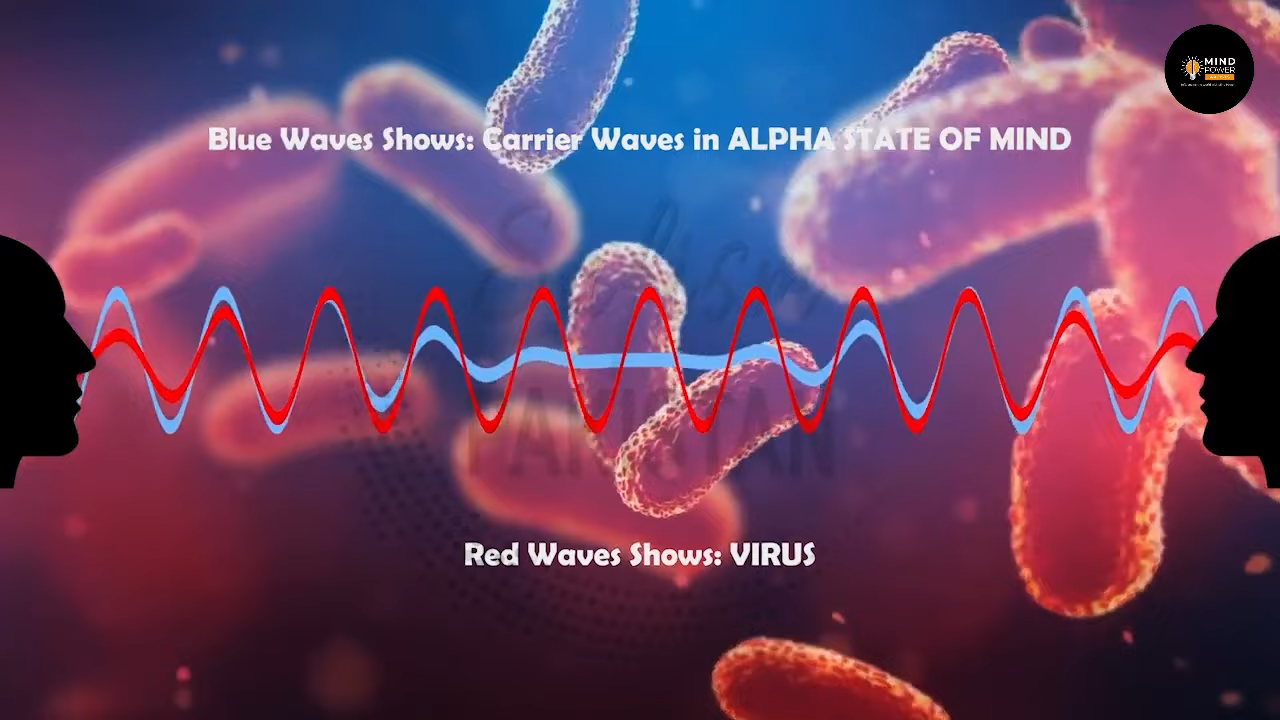 MIND
POWER
Blue Waves Shows: Carrier Waves in ALPHA STATE OF MIND
Red Waves Shows: VIRUS